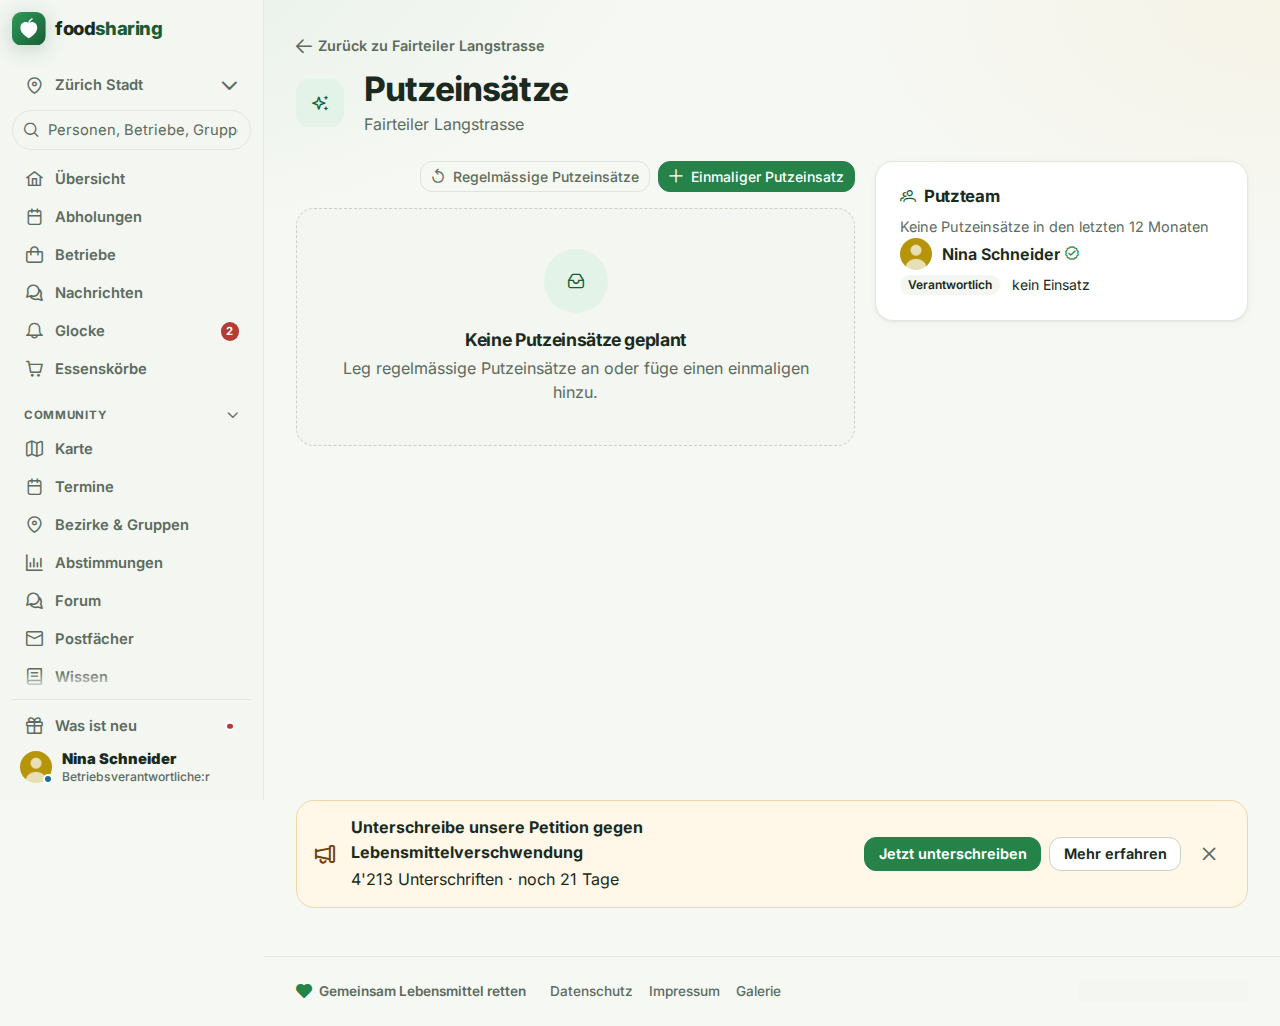 foodsharing
Zürich Stadt
Personen, Betriebe, Grupp
Übersicht
Abholungen
Betriebe
Nachrichten
Glocke
2
Essenskörbe
COMMUNITY
Karte
Termine
Bezirke & Gruppen
Abstimmungen
Forum
Postfächer
Wissen
Was ist neu
Nina Schneider
Betriebsverantwortliche:r
Zurück zu Fairteiler Langstrasse
Putzeinsätze
Fairteiler Langstrasse
Regelmässige Putzeinsätze
Einmaliger Putzeinsatz
Keine Putzeinsätze geplant
Leg regelmässige Putzeinsätze an oder füge einen einmaligen
hinzu.
Putzteam
Keine Putzeinsätze in den letzten 12 Monaten
Nina Schneider
Verantwortlich
kein Einsatz
Unterschreibe unsere Petition gegen
Lebensmittelverschwendung
4'213 Unterschriften · noch 21 Tage
Jetzt unterschreiben
Mehr erfahren
Gemeinsam Lebensmittel retten
Datenschutz
Impressum
Galerie